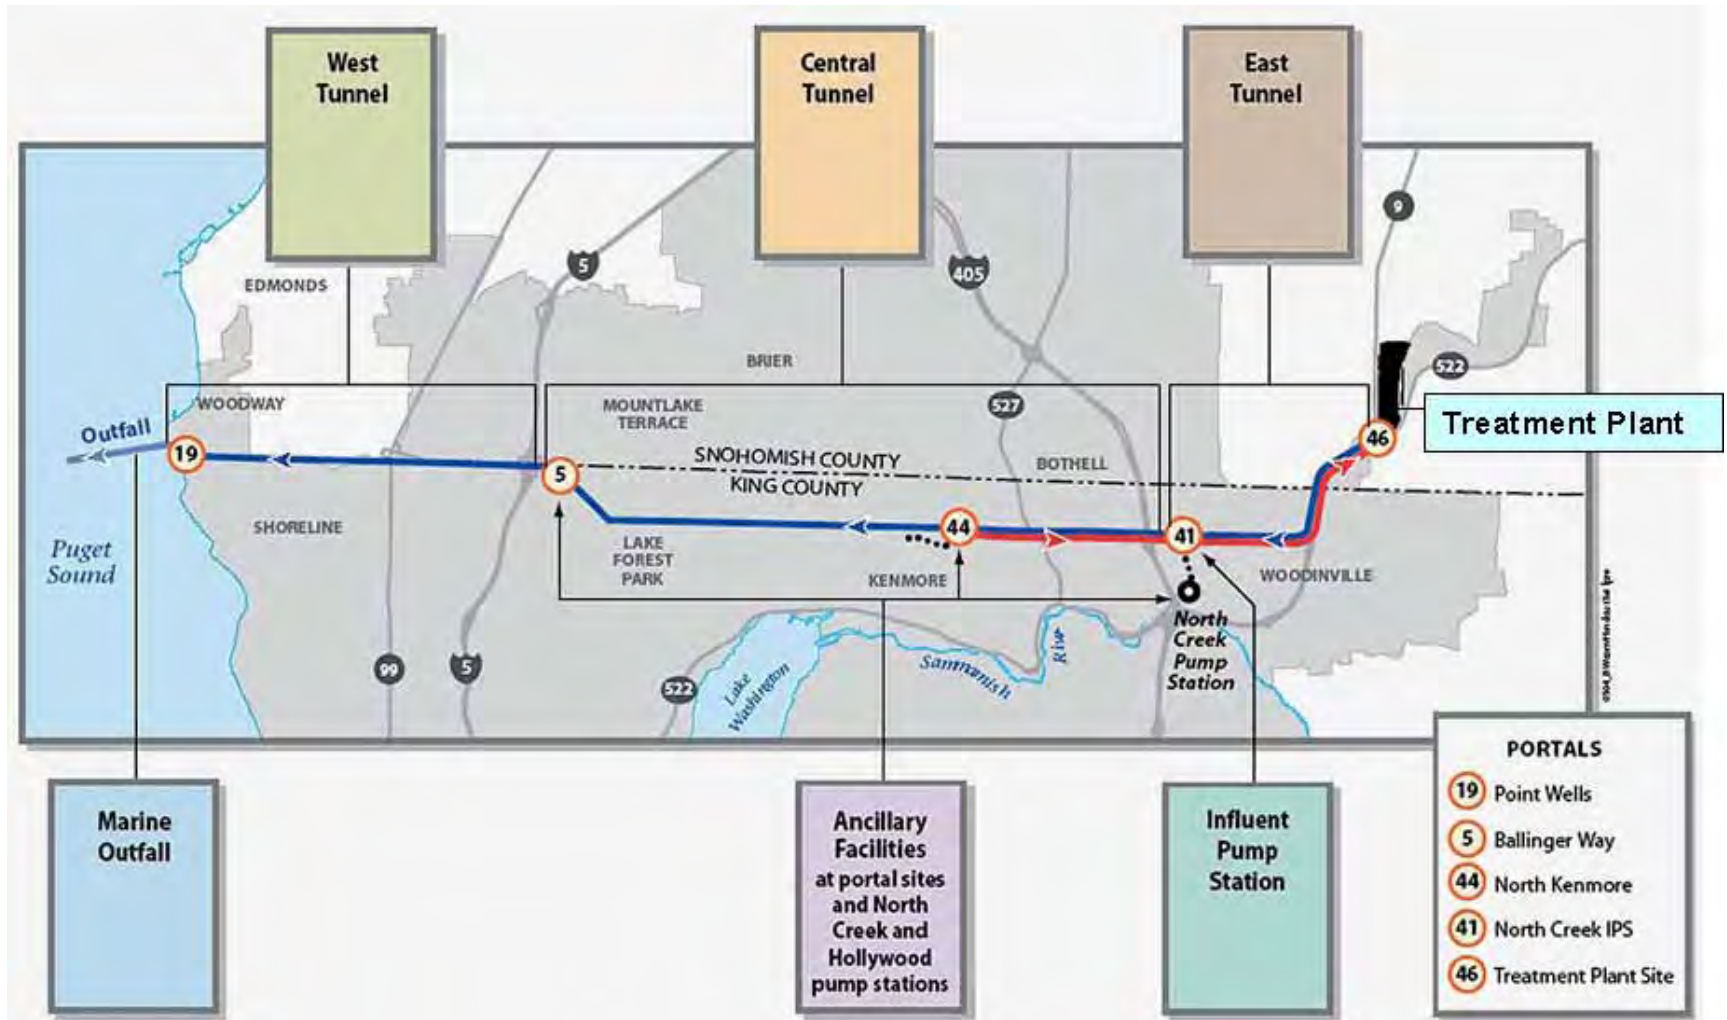 West
Tunnel
Central
Tunnel
East
Tunnel
9
5
405
EDMONDS
BRIER
522
WOODWAY
MOUNTLAKE
TERRACE
527
Treatment Plant
Outfall
19
46
SNOHOMISH COUNTY
KING COUNTY
BOTHELL
5
SHORELINE
44
41
Puget
Sound
LAKE
FOREST
PARK
KENMORE
WOODINVILLE
North
Creek
Pump
Station
99
5
522
Lake
Washington
Sammamish
River
PORTALS
19 Point Wells
5 Ballinger Way
44 North Kenmore
41 North Creek IPS
46 Treatment Plant Site
Marine
Outfall
Ancillary
Facilities
at portal sites
and North
Creek and
Hollywood
pump stations
Influent
Pump
Station